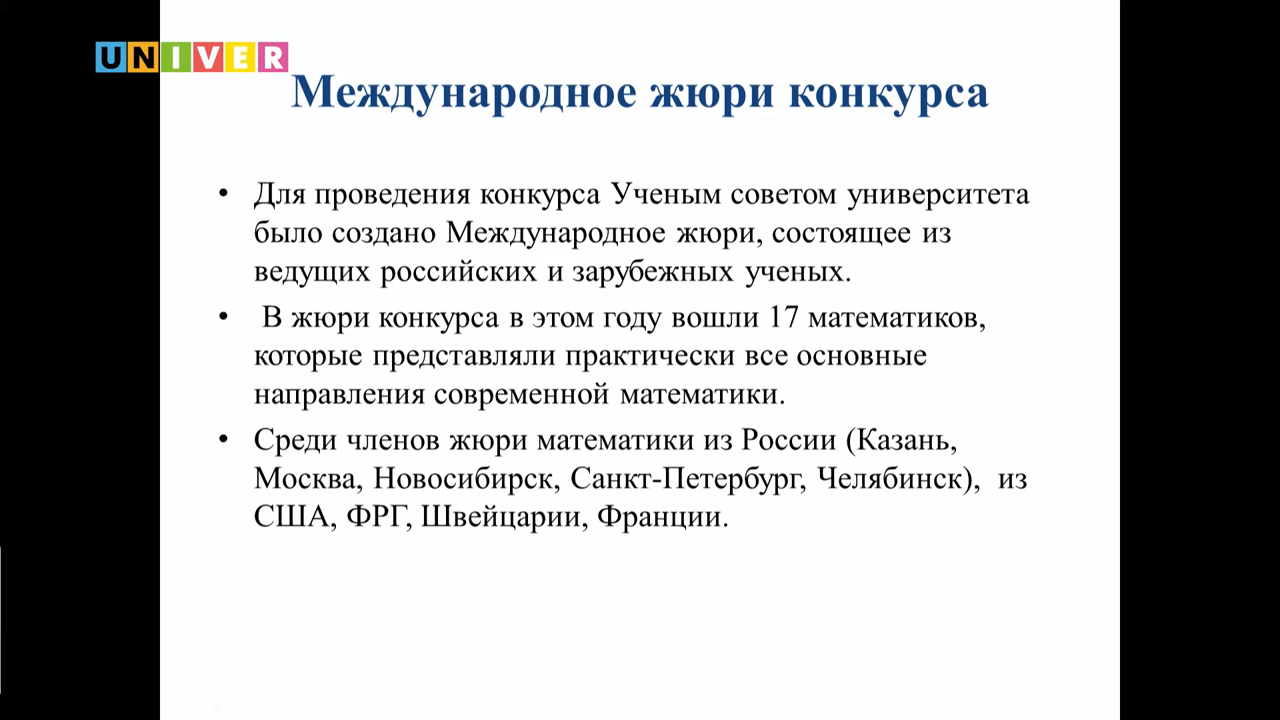 UNIVER
Международное жюри конкурса
• Для проведения конкурса Ученым советом университета
было создано Международное жюри, состоящее из
ведущих российских и зарубежных ученых.
• В жюри конкурса в этом году вошли 17 математиков,
которые представляли практически все основные
направления современной математики.
• Среди членов жюри математики из России (Казань,
Москва, Новосибирск, Санкт-Петербург, Челябинск), из
США, ФРГ, Швейцарии, Франции.